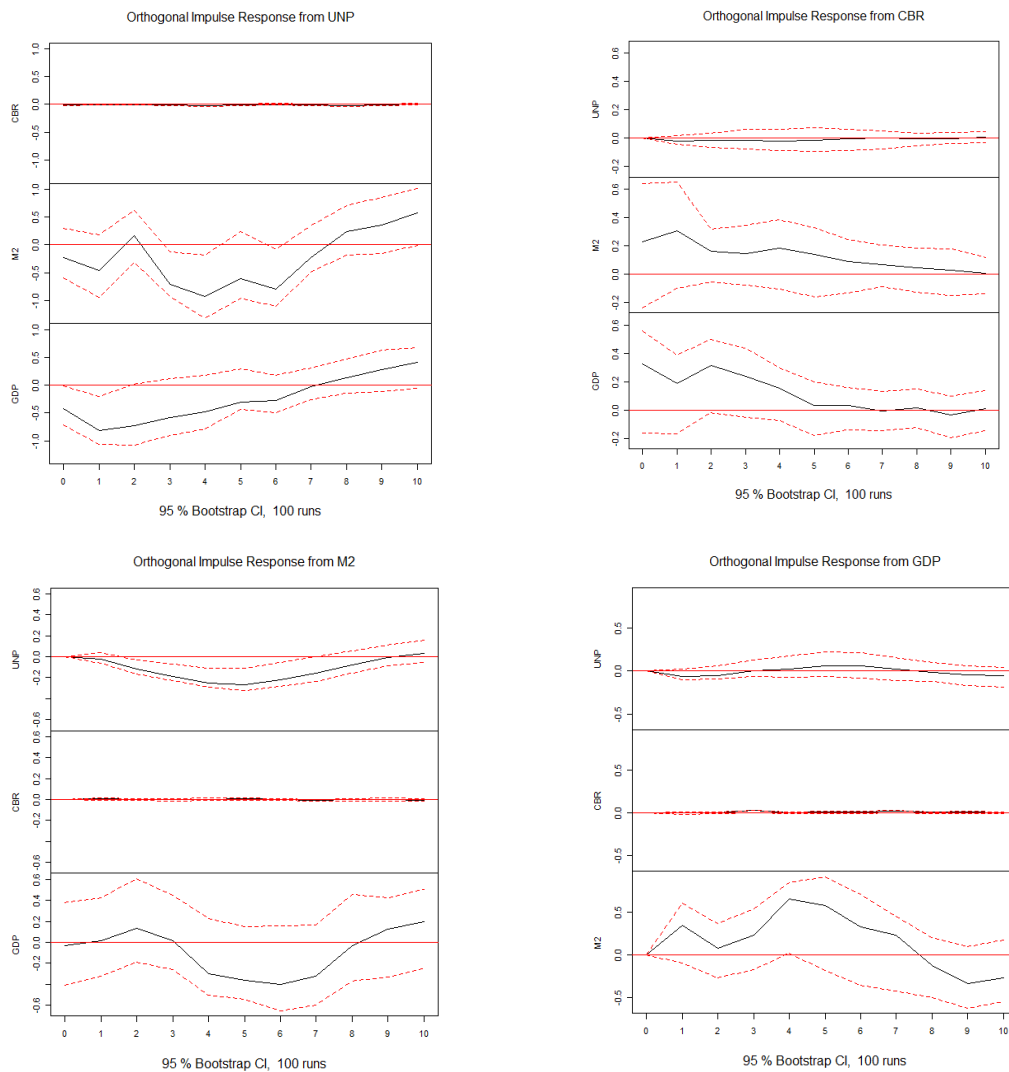 Orthogonal Impulse Response from UNP
CBR
1.0
0.5
0.0
-0.5
-1.0
M2
1.0
0.5
0.0
-0.5
-1.0
GDP
1.0
0.5
0.0
-0.5
-1.0
0 1 2 3 4 5 6 7 8 9 10
95 % Bootstrap CI, 100 runs
Orthogonal Impulse Response from CBR
UNP
0.6
0.4
0.2
0.0
-0.2
M2
0.6
0.4
0.2
0.0
-0.2
GDP
0.6
0.4
0.2
0.0
-0.2
0 1 2 3 4 5 6 7 8 9 10
95 % Bootstrap CI, 100 runs
Orthogonal Impulse Response from M2
UNP
0.6
0.4
0.2
0.0
-0.2
-0.6
CBR
0.6
0.4
0.2
0.0
-0.2
-0.6
GDP
0.6
0.4
0.2
0.0
-0.2
-0.6
0 1 2 3 4 5 6 7 8 9 10
95 % Bootstrap CI, 100 runs
Orthogonal Impulse Response from GDP
UNP
0.5
0.0
-0.5
CBR
0.5
0.0
-0.5
M2
0.5
0.0
-0.5
0 1 2 3 4 5 6 7 8 9 10
95 % Bootstrap CI, 100 runs